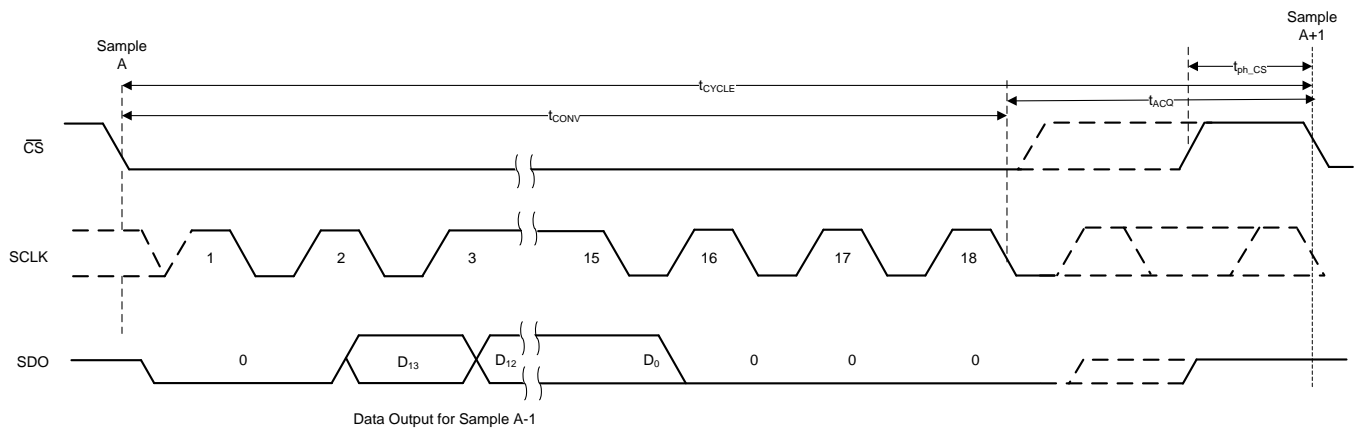 Sample
A
Sample
A+1
tph_CS
tCYCLE
tACQ
tCONV
CS
SCLK
1
2
3
15
16
17
18
SDO
0
D13
D12
D0
0
0
0
Data Output for Sample A-1